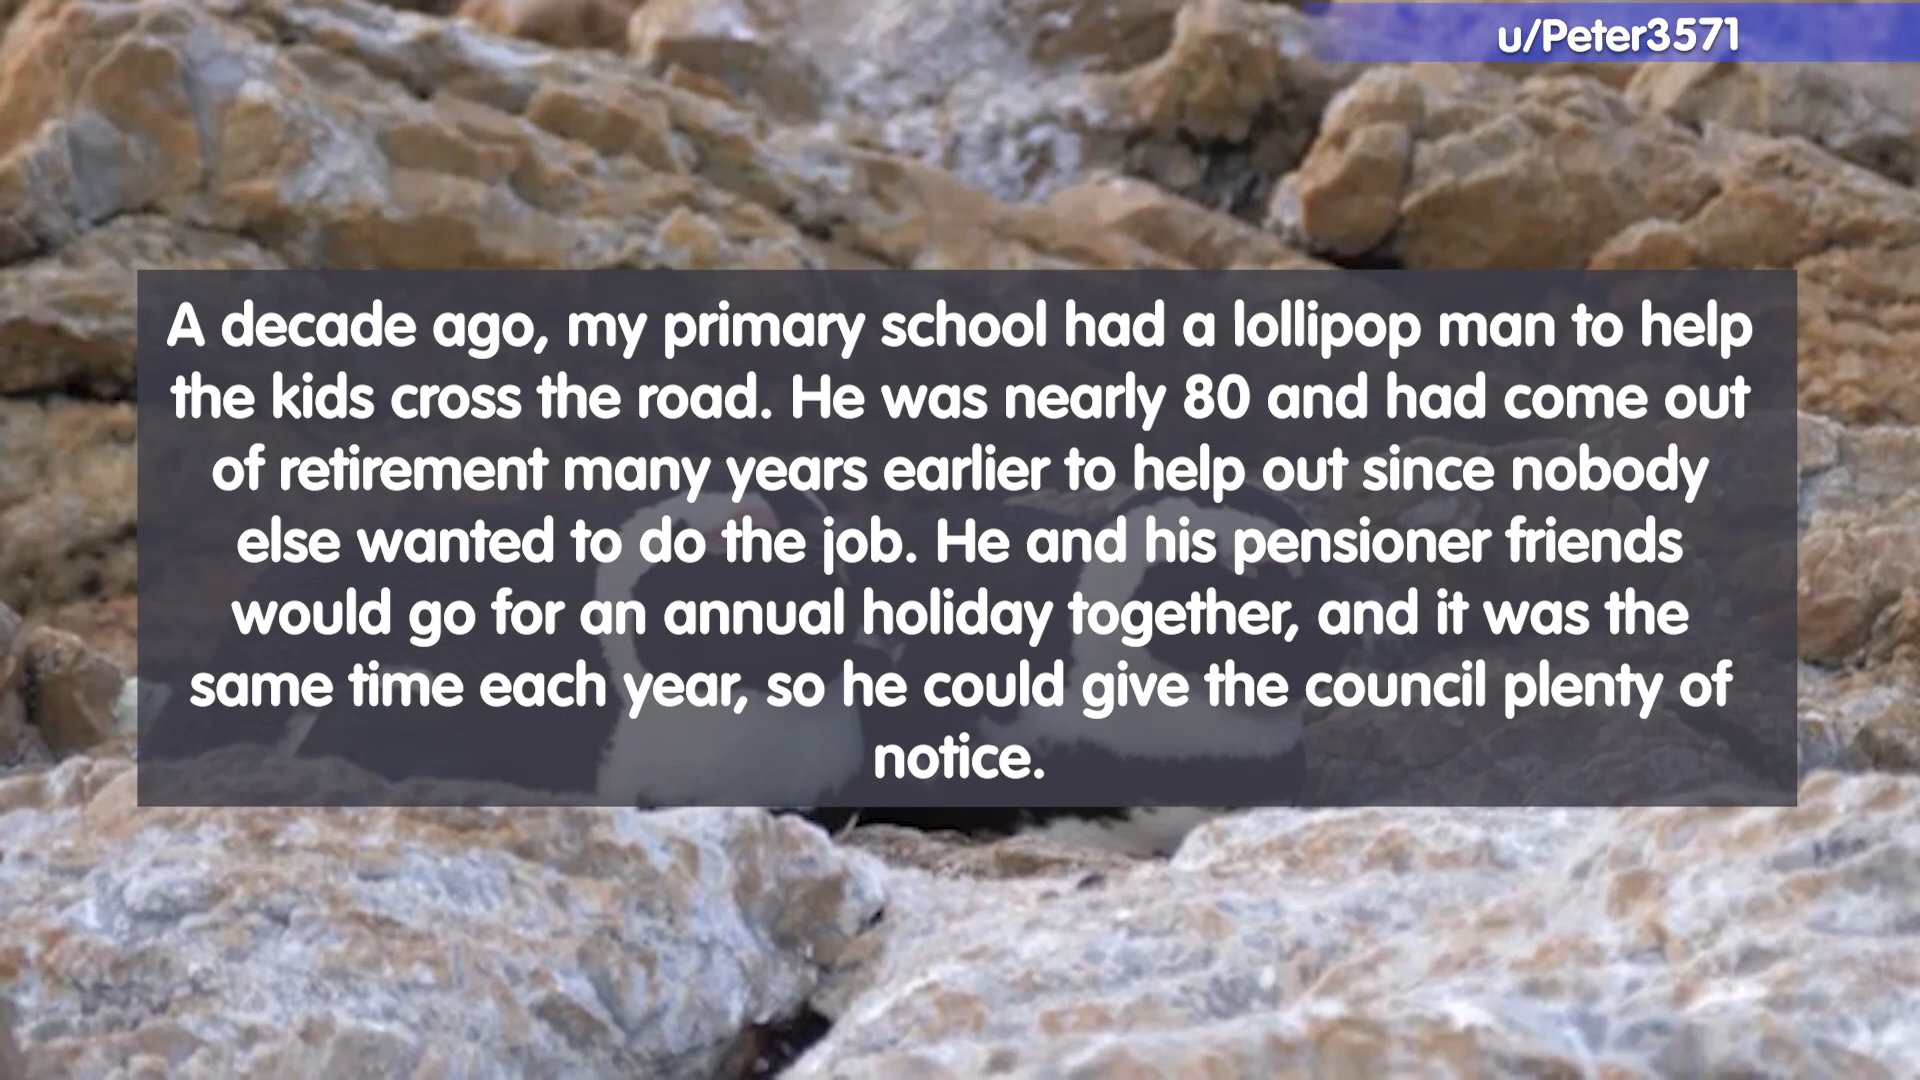 u/Peter3571
A decade ago, my primary school had a lollipop man to help
the kids cross the road. He was nearly 80 and had come out
of retirement many years earlier to help out since nobody
else wanted to do the job. He and his pensioner friends
would go for an annual holiday together, and it was the
same time each year, so he could give the council plenty of
notice.